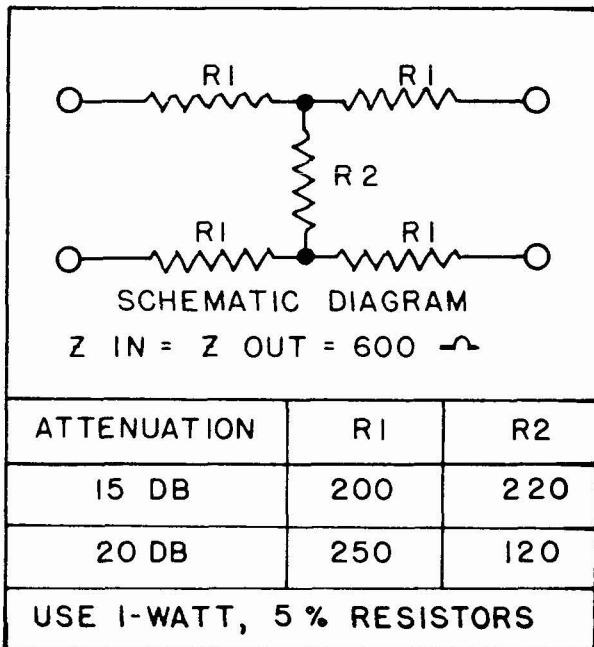 R1 R1
R2
R1 R1
SCHEMATIC DIAGRAM
Z IN = Z OUT = 600 Ω
ATTENUATION R1 R2
15 DB 200 220
20 DB 250 120
USE 1-WATT, 5% RESISTORS